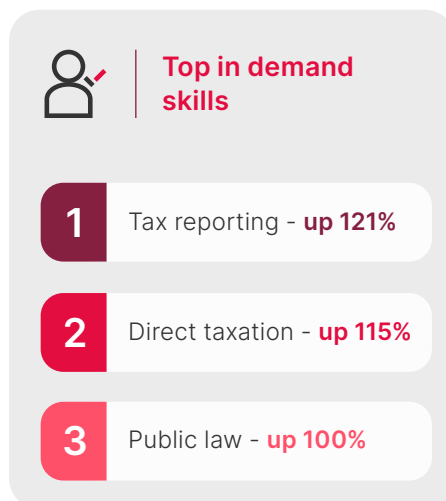 Top in demand
skills
1 Tax reporting - up 121%
2 Direct taxation - up 115%
3 Public law - up 100%